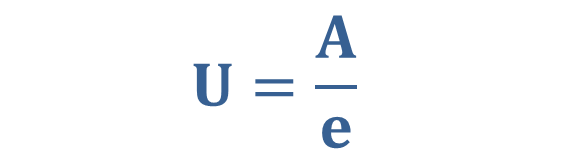 U = A/e